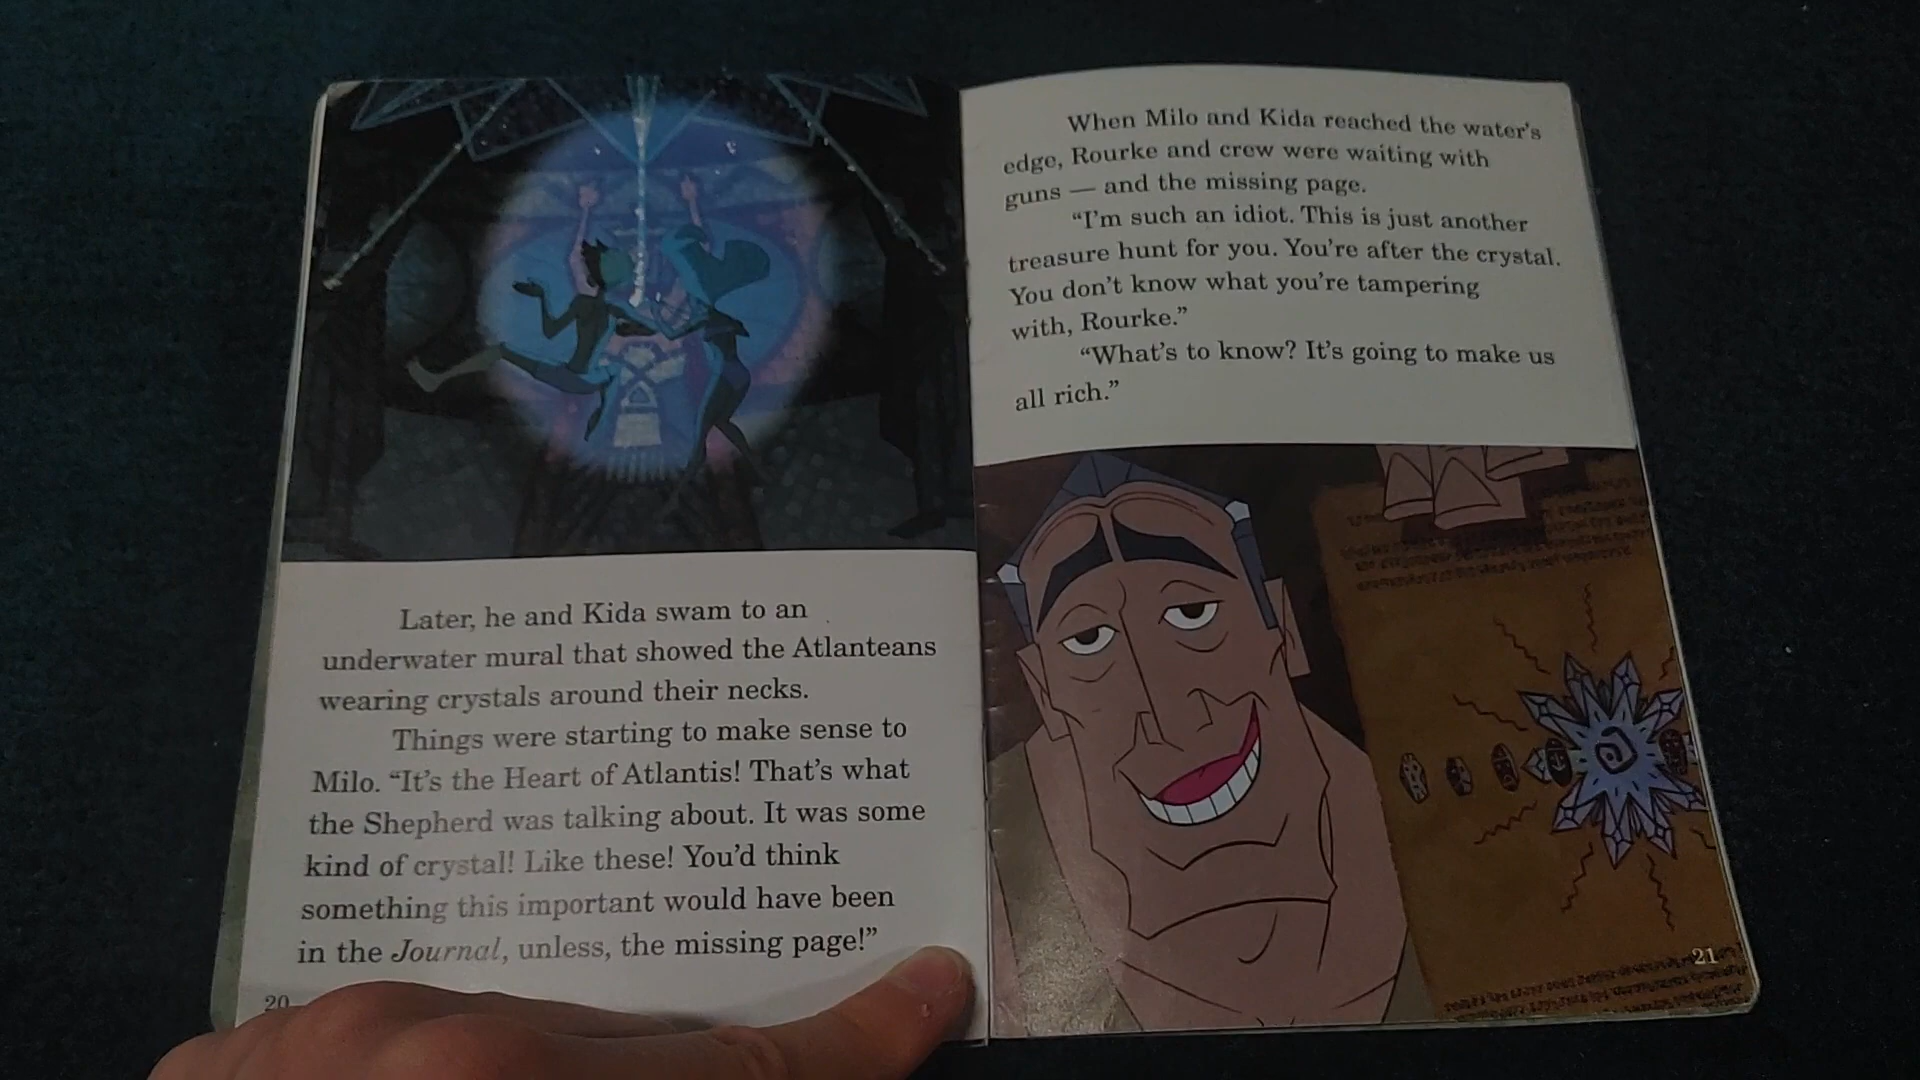 Later, he and Kida swam to an
underwater mural that showed the Atlanteans
wearing crystals around their necks.
Things were starting to make sense to
Milo. “It’s the Heart of Atlantis! That’s what
the Shepherd was talking about. It was some
kind of crystal! Like these! You’d think
something this important would have been
in the Journal, unless, the missing page!”
20
When Milo and Kida reached the water’s
edge, Rourke and crew were waiting with
guns — and the missing page.
“I’m such an idiot. This is just another
treasure hunt for you. You’re after the crystal.
You don’t know what you’re tampering
with, Rourke.”
“What’s to know? It’s going to make us
all rich.”
21